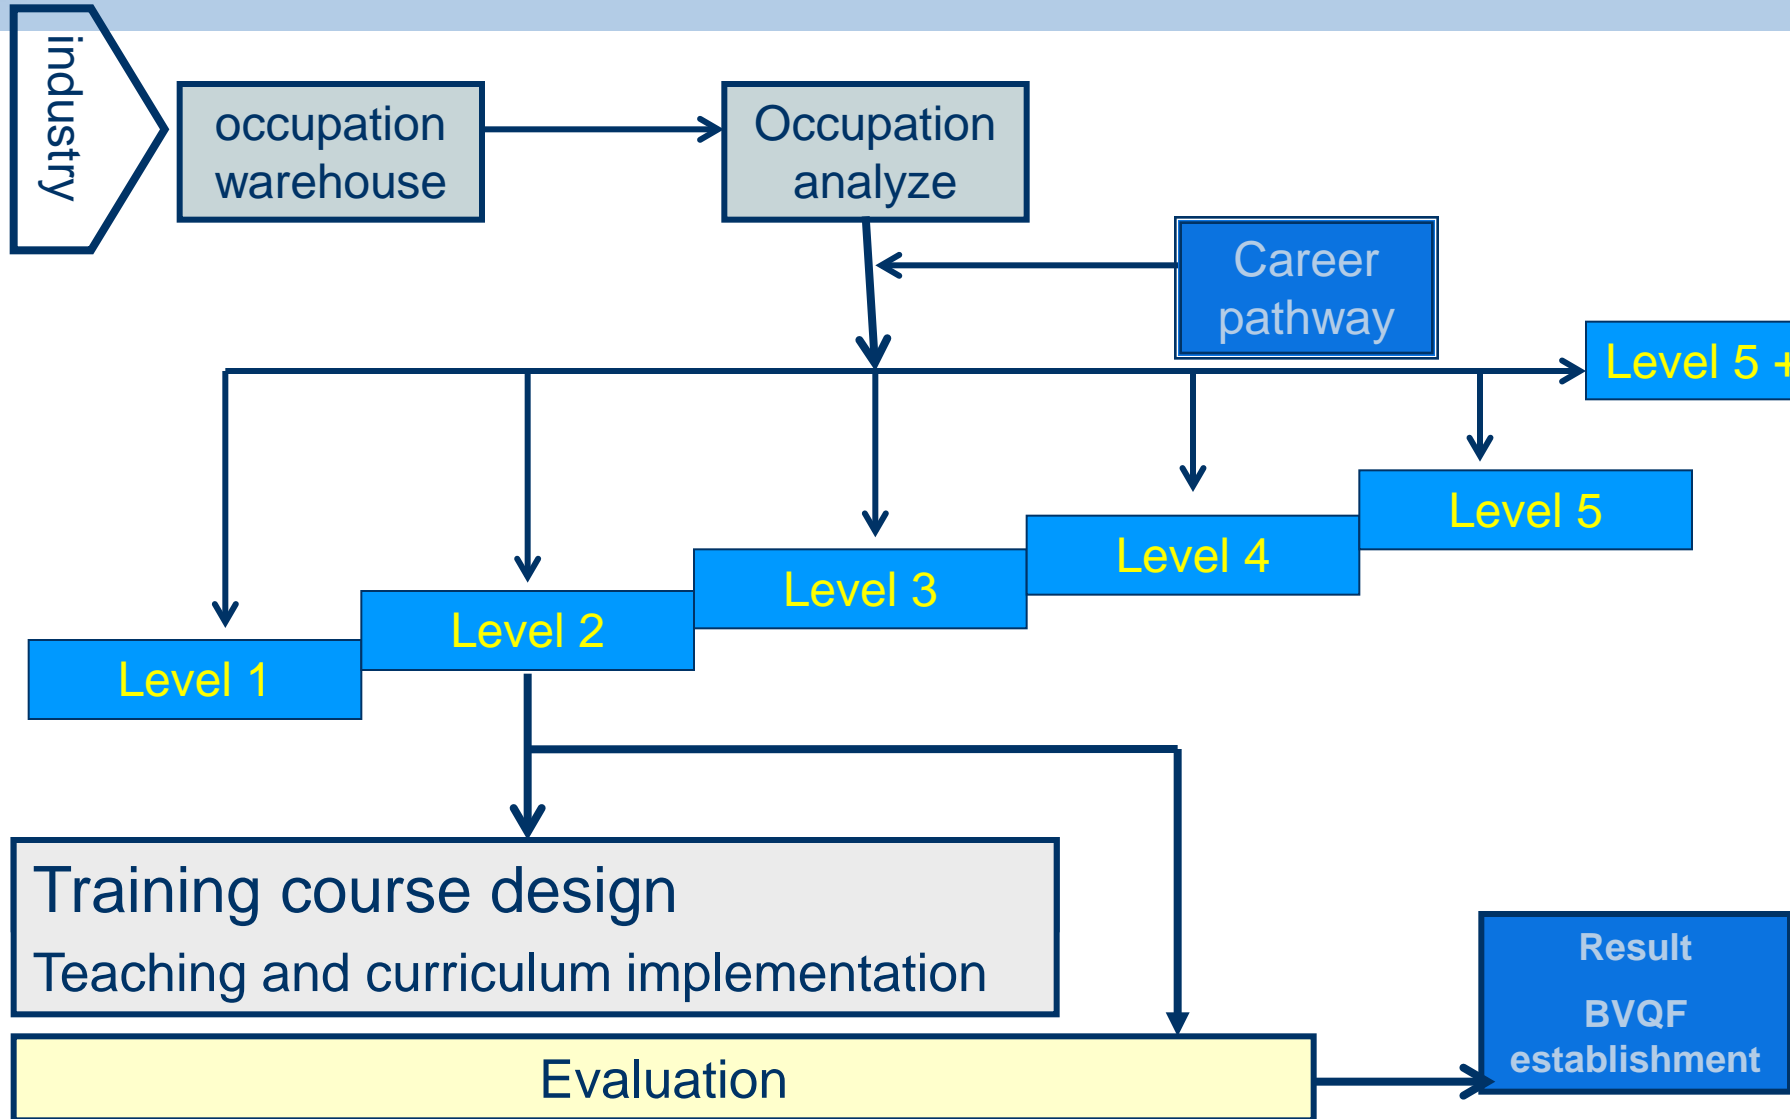 industry
occupation
warehouse
Occupation
analyze
Career
pathway
Level 5 +
Level 5
Level 4
Level 3
Level 2
Level 1
Training course design
Teaching and curriculum implementation
Evaluation
Result
BVQF
establishment